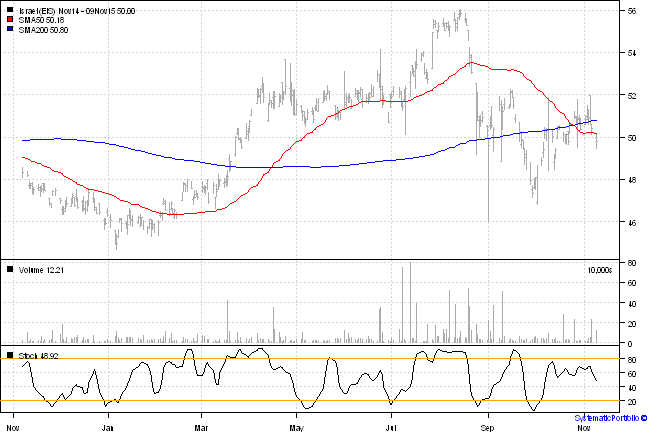 Israel(EIS) Nov14 - 09Nov15 50.00
SMA50 50.18
SMA200 50.80
56
54
52
50
48
46
Volume 12.21
10,000s
80
60
40
20
0
Stoch 48.92
80
60
40
20
Nov Jan Mar May Jul Sep Nov
SystematicPortfolio ©